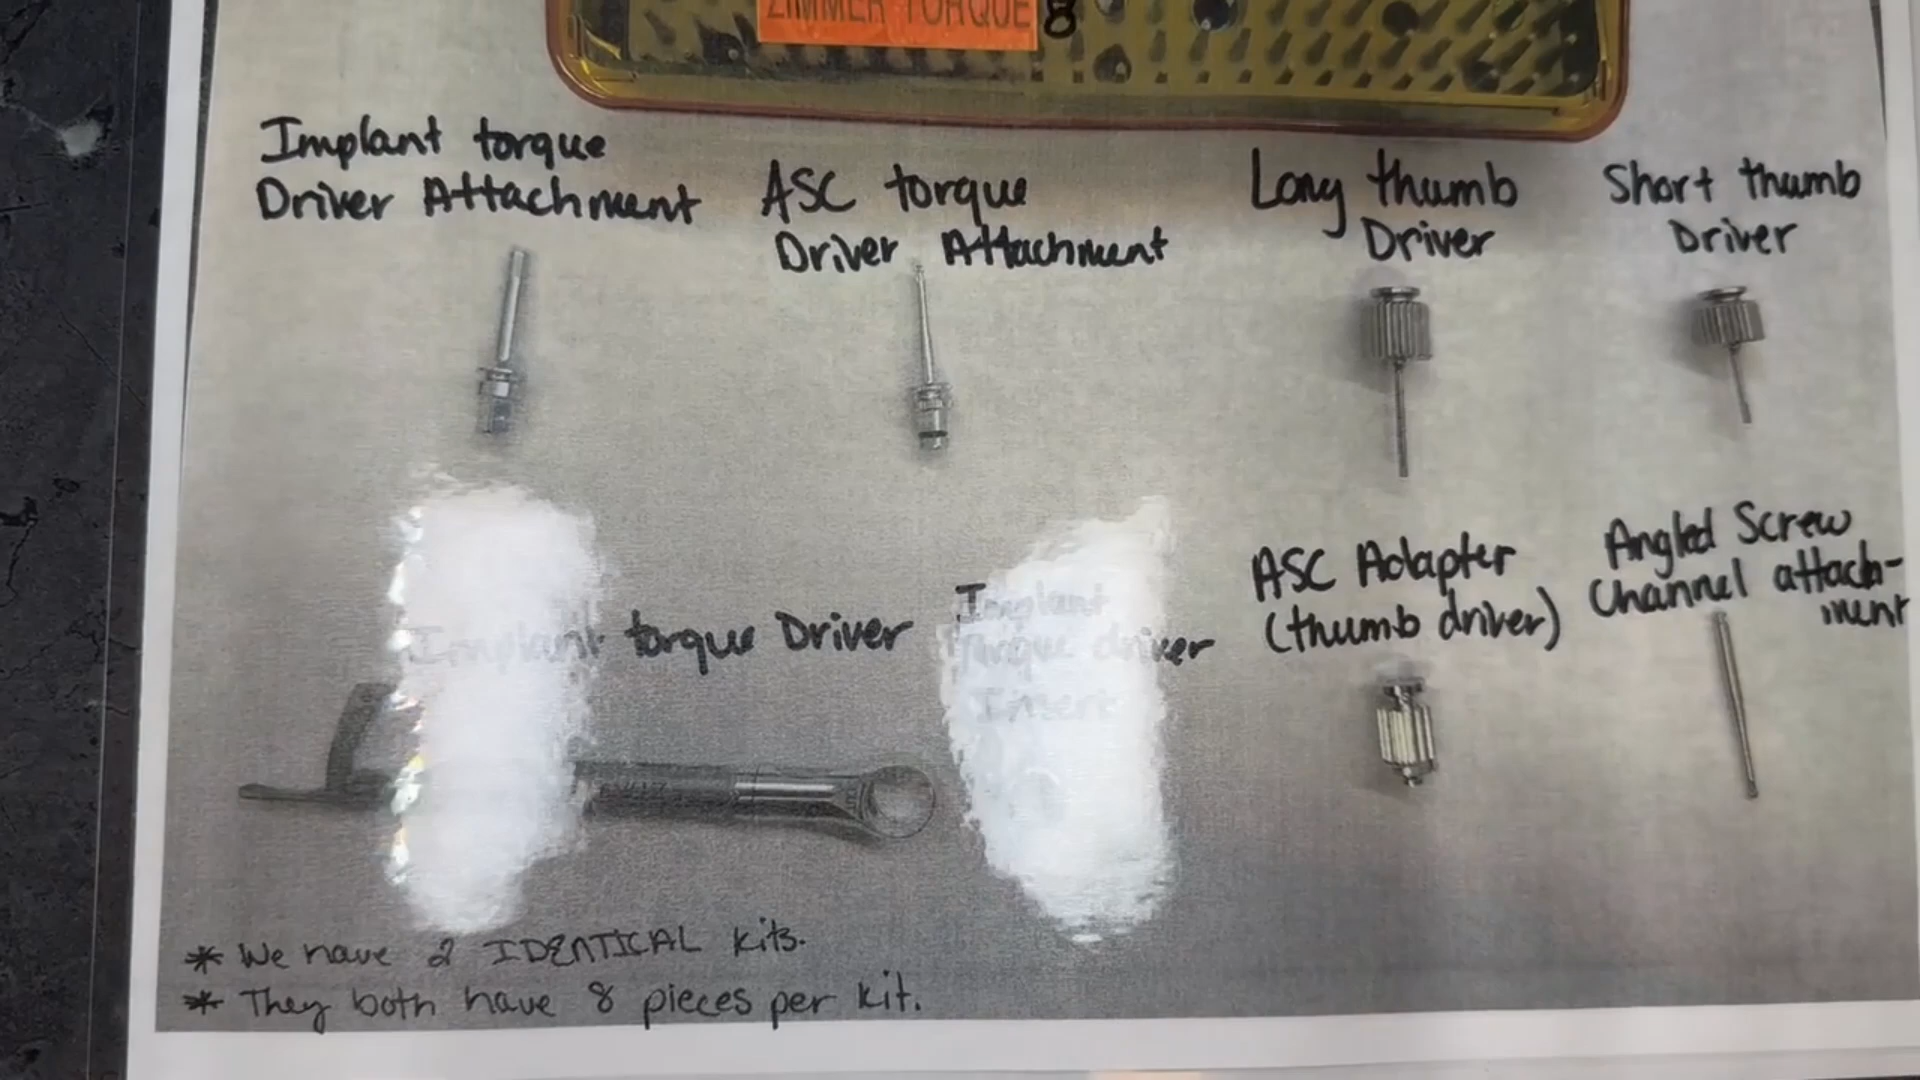 ZIMMER TORQUE
8
Implant torque
Driver Attachment
ASC torque
Driver Attachment
Long thumb
Driver
Short thumb
Driver
Implant torque Driver
Implant
Torque driver
Insert
ASC Adapter
(thumb driver)
Angled Screw
Channel attach-
ment
* We have 2 IDENTICAL kits.
* They both have 8 pieces per kit.